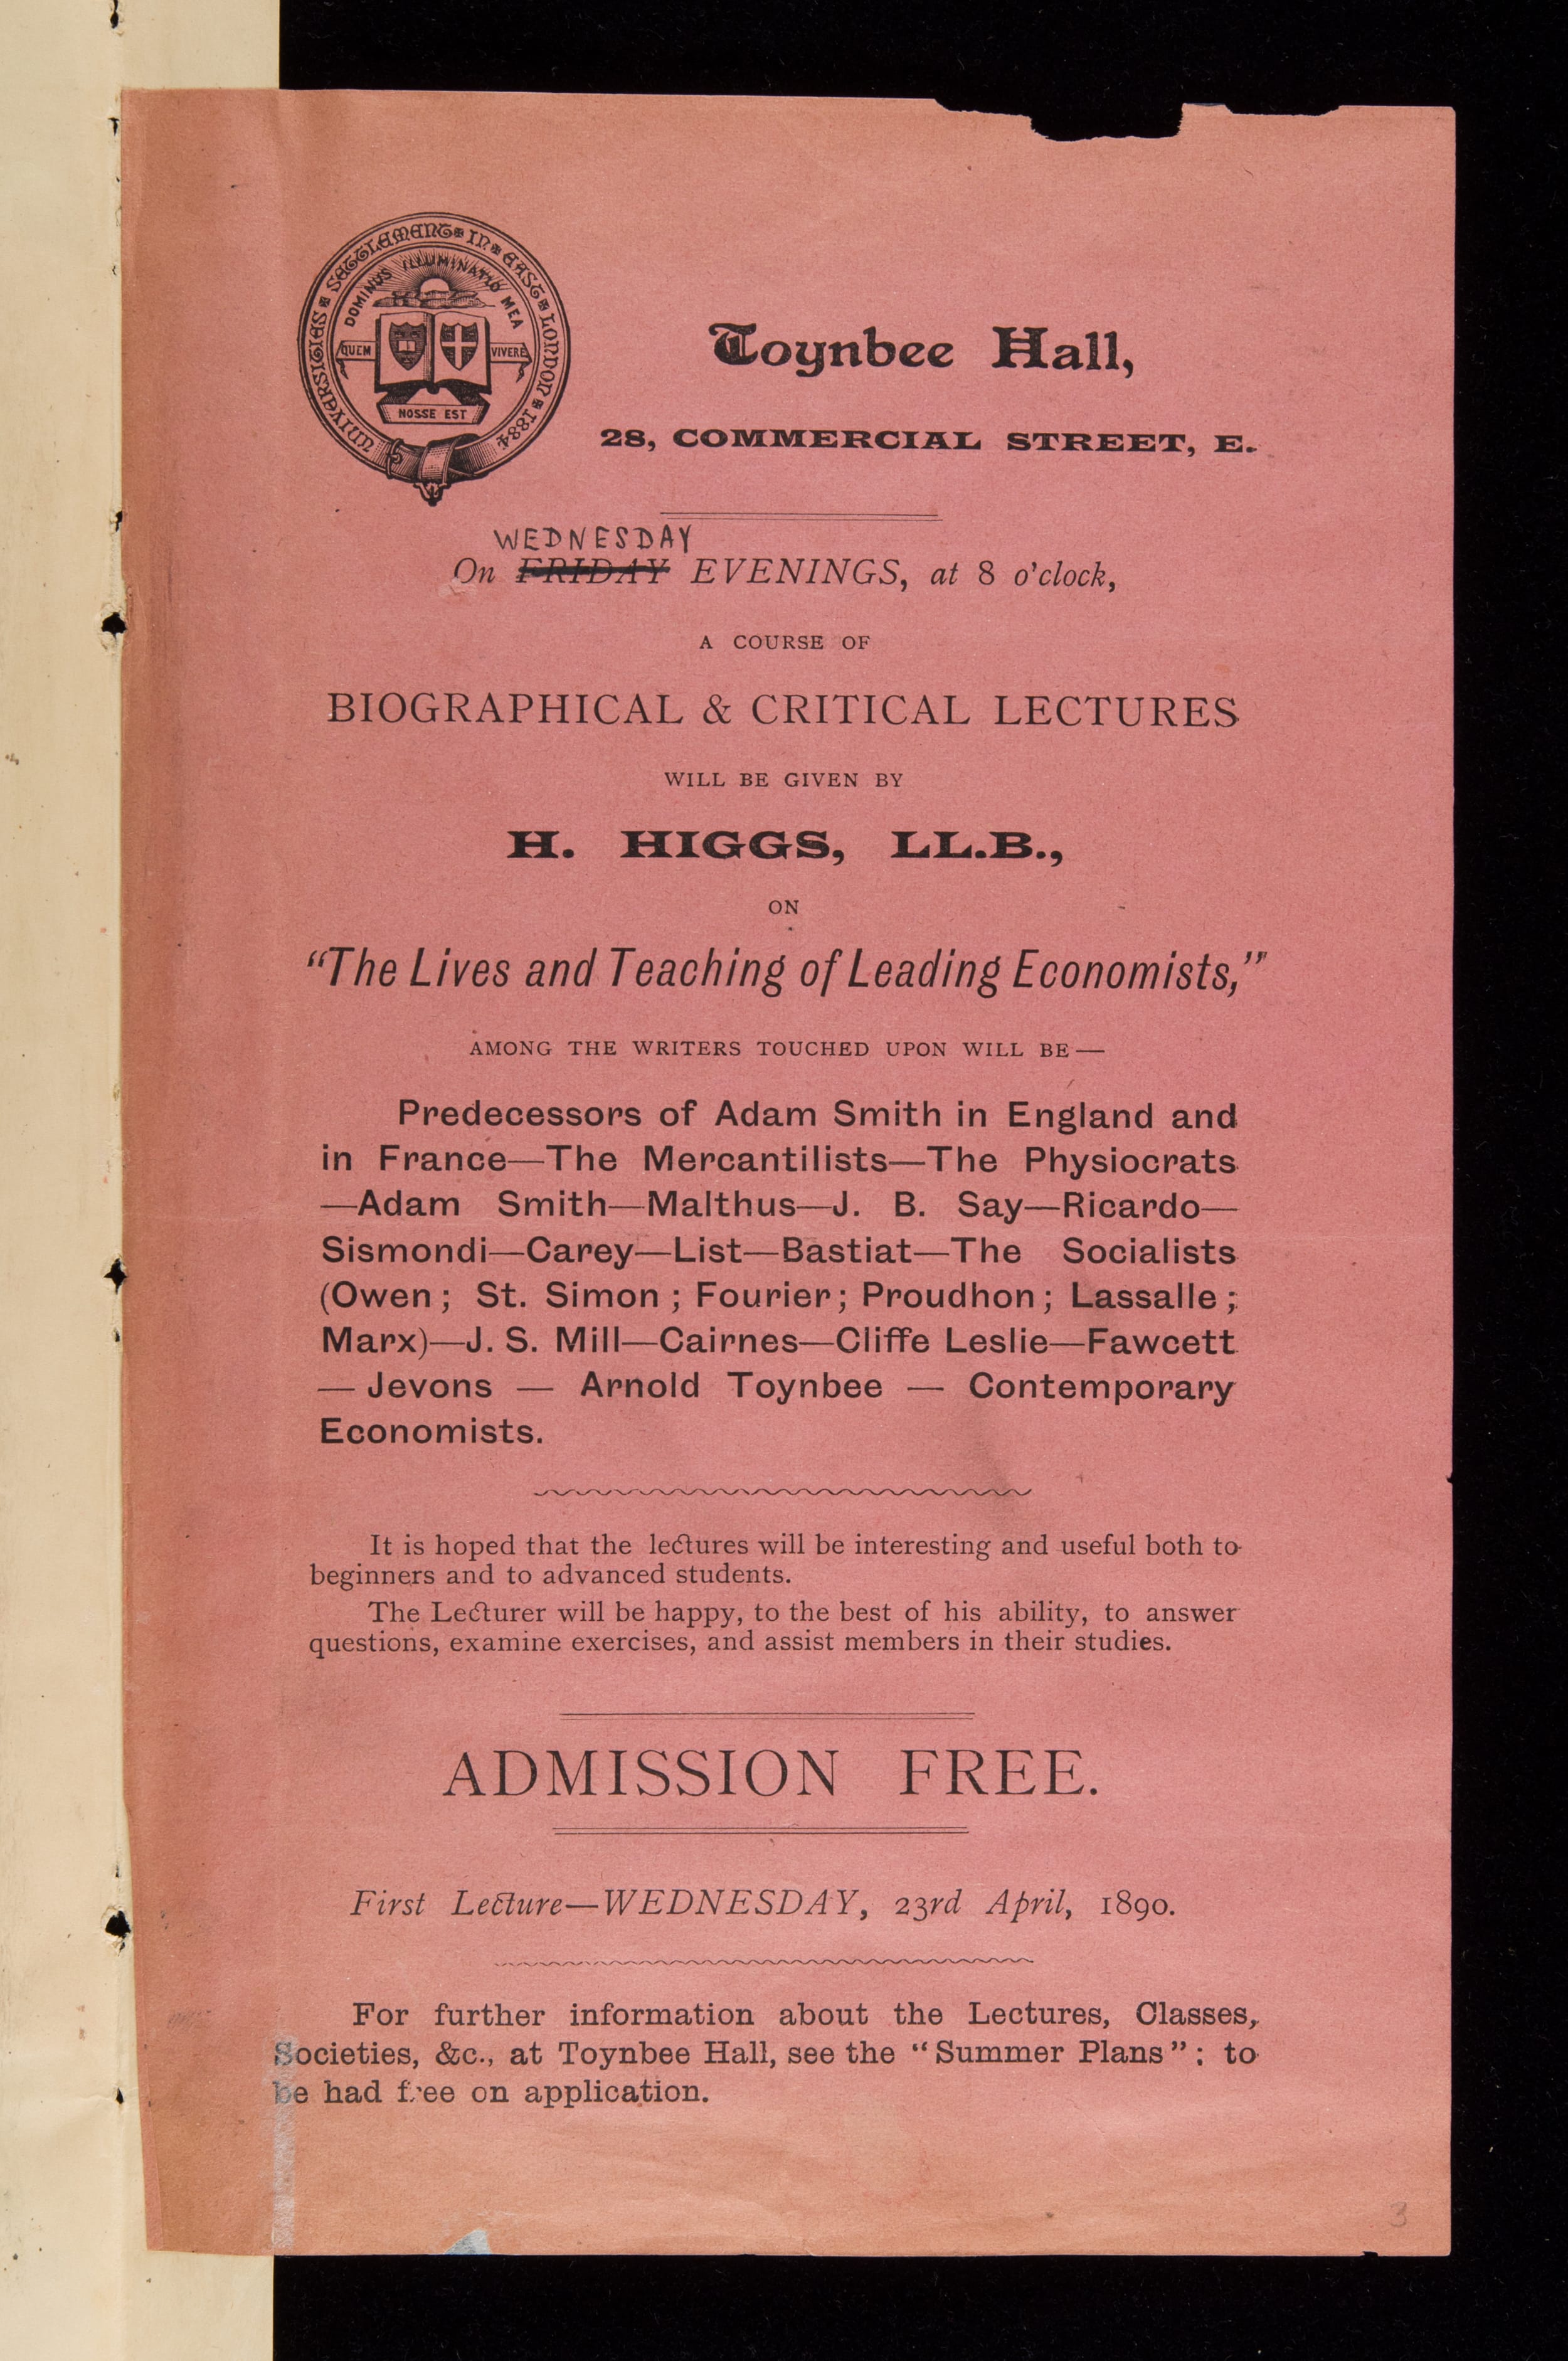 UNIVERSITIES SETTLEMENT IN EAST LONDON 1884
DOMINUS ILLUMINATIO MEA
QUEM VIVERE
NOSSE EST
Toynbee Hall,
28, COMMERCIAL STREET, E.
WEDNESDAY
On FRIDAY EVENINGS, at 8 o'clock,
A COURSE OF
BIOGRAPHICAL & CRITICAL LECTURES
WILL BE GIVEN BY
H. HIGGS, LL.B.,
ON
“The Lives and Teaching of Leading Economists,”
AMONG THE WRITERS TOUCHED UPON WILL BE—
Predecessors of Adam Smith in England and
in France—The Mercantilists—The Physiocrats
—Adam Smith—Malthus—J. B. Say—Ricardo—
Sismondi—Carey—List—Bastiat—The Socialists
(Owen; St. Simon; Fourier; Proudhon; Lassalle;
Marx)—J. S. Mill—Cairnes—Cliffe Leslie—Fawcett
— Jevons — Arnold Toynbee — Contemporary
Economists.
It is hoped that the lectures will be interesting and useful both to
beginners and to advanced students.
The Lecturer will be happy, to the best of his ability, to answer
questions, examine exercises, and assist members in their studies.
ADMISSION FREE.
First Lecture—WEDNESDAY, 23rd April, 1890.
For further information about the Lectures, Classes,
Societies, &c., at Toynbee Hall, see the “Summer Plans”; to
be had free on application.
3